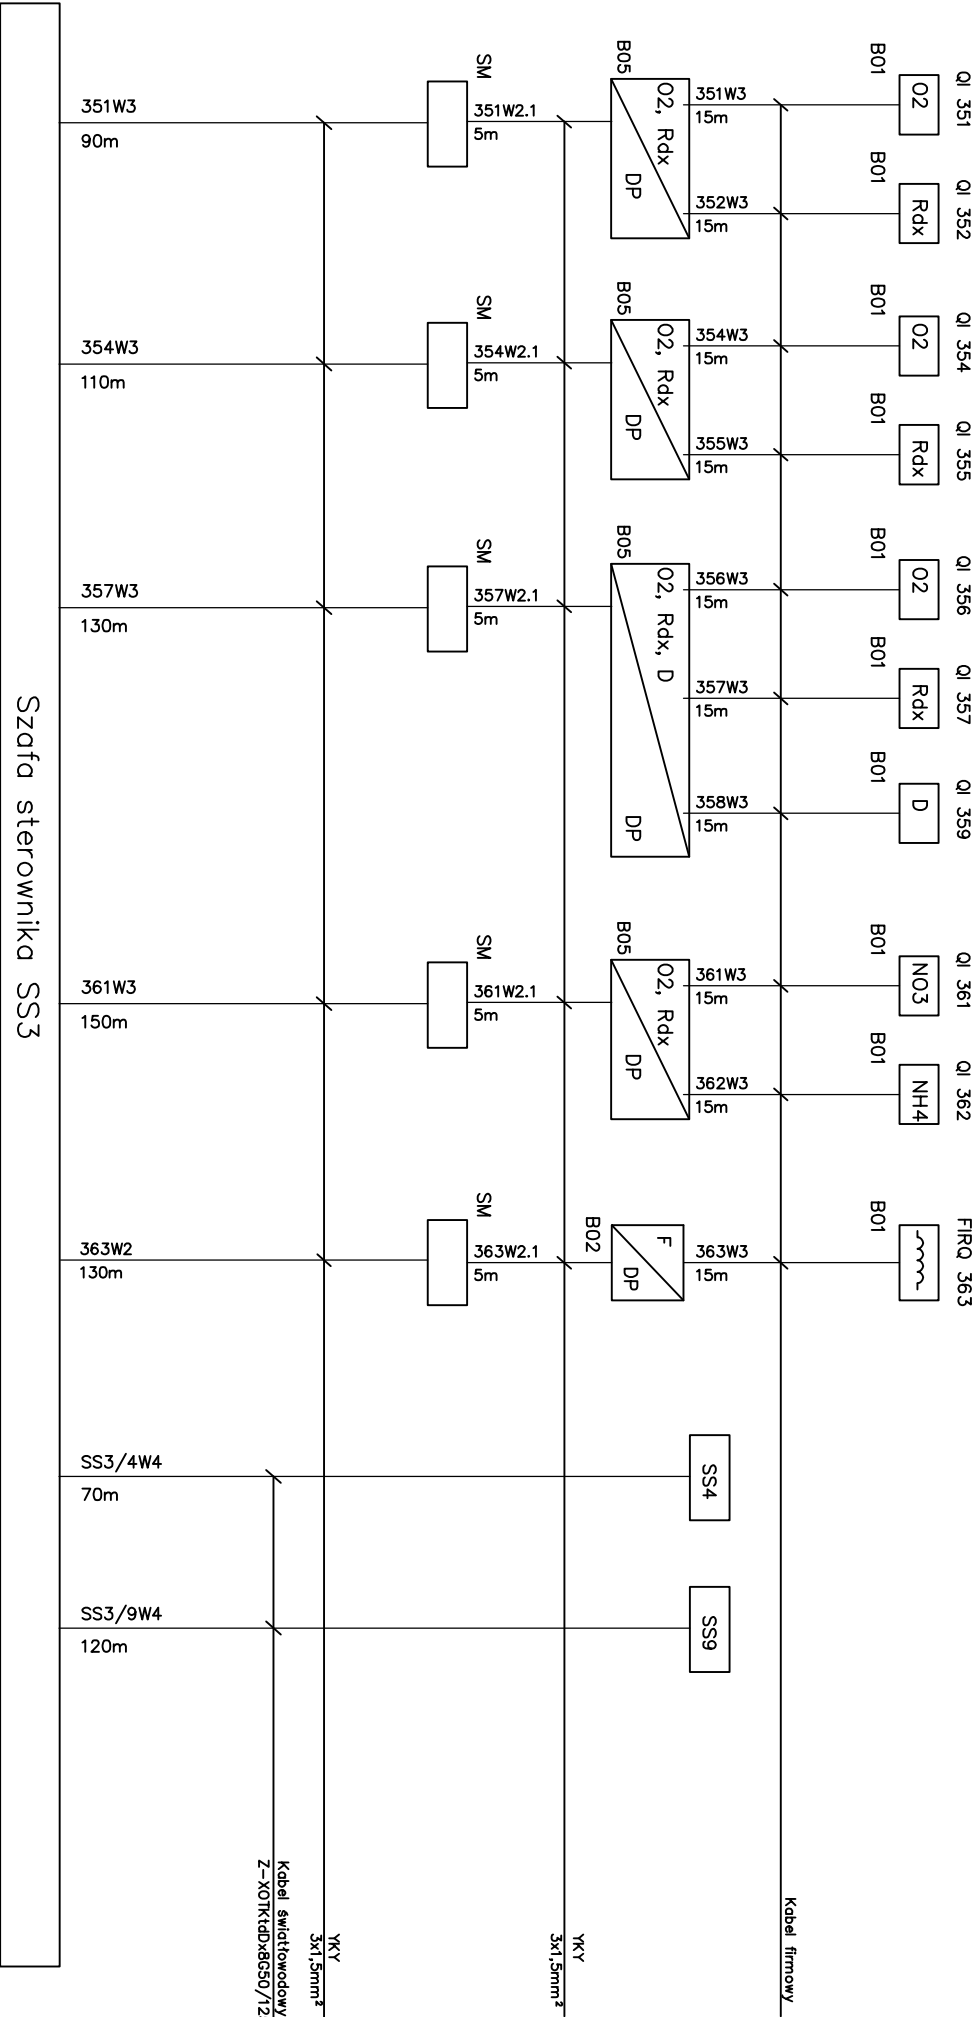 QI 351
B01
O2
QI 352
B01
Rdx
QI 354
B01
O2
QI 355
B01
Rdx
QI 356
B01
O2
QI 357
B01
Rdx
QI 359
B01
D
QI 361
B01
NO3
QI 362
B01
NH4
FIRQ 363
B01
351W3
15m
352W3
15m
354W3
15m
355W3
15m
356W3
15m
357W3
15m
358W3
15m
361W3
15m
362W3
15m
363W3
15m
Kabel firmowy
B05
O2, Rdx
DP
B05
O2, Rdx
DP
B05
O2, Rdx, D
DP
B05
O2, Rdx
DP
B02
F
DP
SS4
SS9
351W2.1
5m
354W2.1
5m
357W2.1
5m
361W2.1
5m
363W2.1
5m
YKY
3x1,5mm²
SM
SM
SM
SM
SM
YKY
3x1,5mm²
Kabel światłowodowy
Z-XOTKtdDx8G50/12
351W3
90m
354W3
110m
357W3
130m
361W3
150m
363W2
130m
SS3/4W4
70m
SS3/9W4
120m
Szafa sterownika SS3